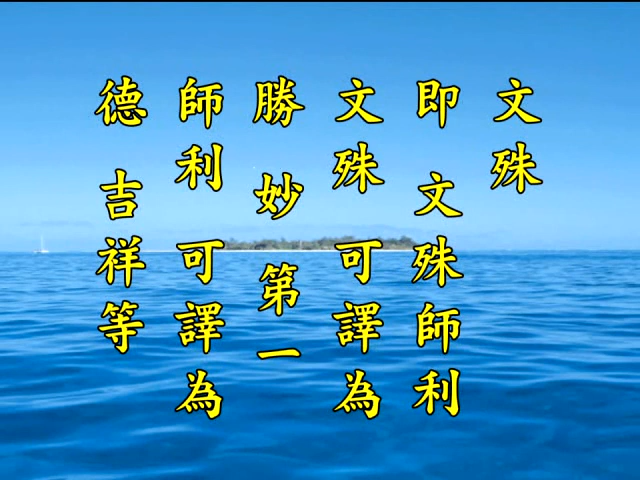 文殊
即 文殊師利
文殊 可譯為
勝 妙 第一
師利 可譯為
德 吉祥等